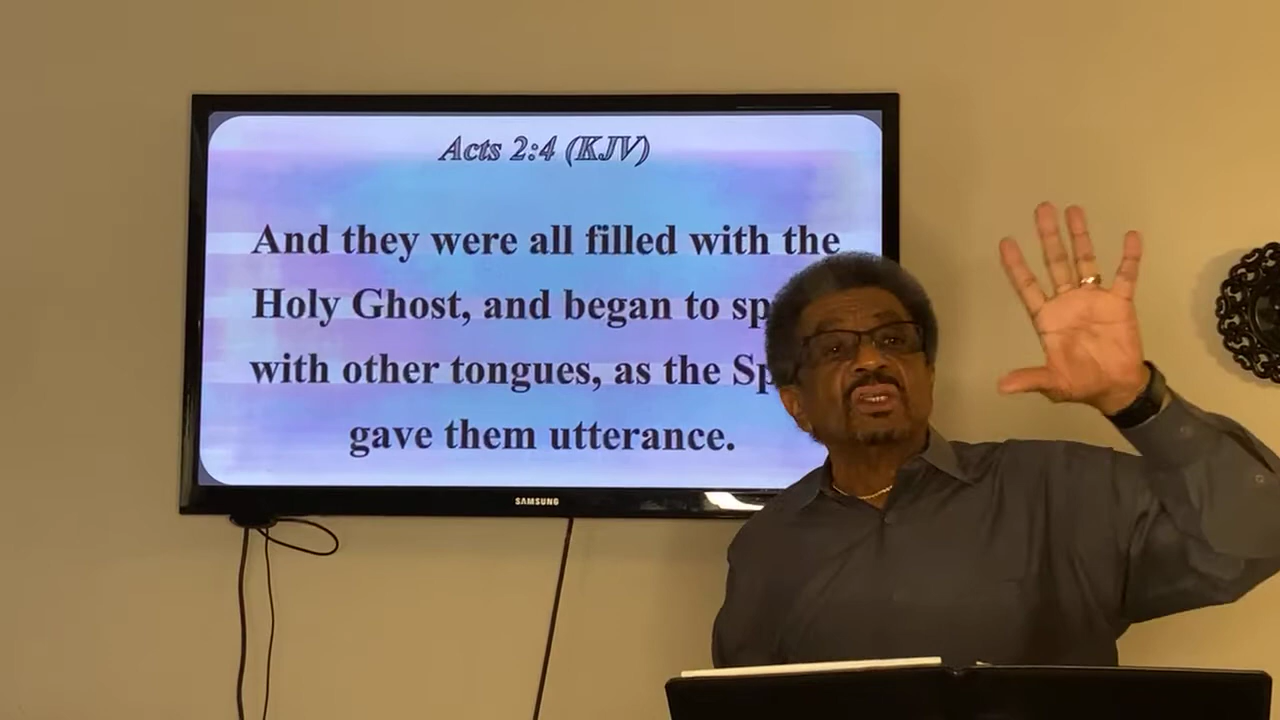 Acts 2:4 (KJV)
And they were all filled with the
Holy Ghost, and began to sp
with other tongues, as the Sp
gave them utterance.
SAMSUNG